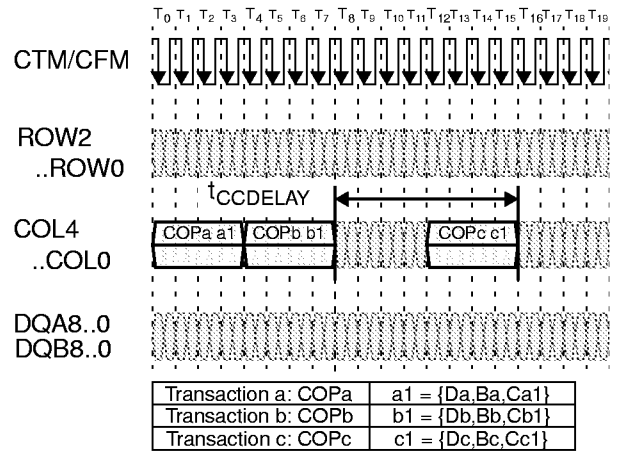 T0 T1 T2 T3 T4 T5 T6 T7 T8 T9 T10 T11 T12 T13 T14 T15 T16 T17 T18 T19
CTM/CFM
ROW2
..ROW0
tCCDELAY
COL4
..COL0
COPa a1 COPb b1 COPc c1
DQA8..0
DQB8..0
Transaction a: COPa a1 = {Da,Ba,Ca1}
Transaction b: COPb b1 = {Db,Bb,Cb1}
Transaction c: COPc c1 = {Dc,Bc,Cc1}